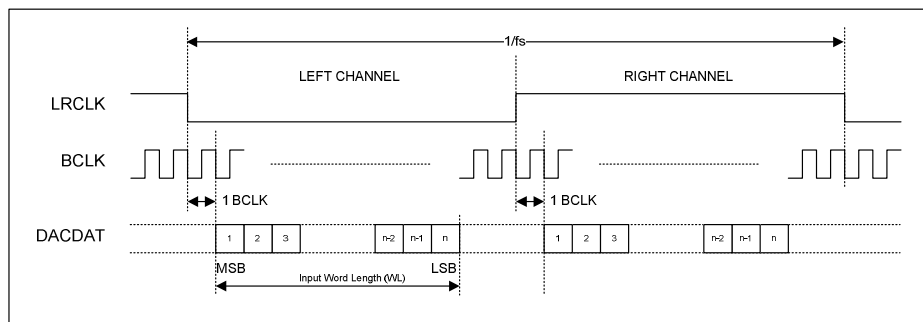 1/fs
LEFT CHANNEL RIGHT CHANNEL
LRCLK
BCLK
1 BCLK 1 BCLK
DACDAT
1 2 3 n-2 n-1 n 1 2 3 n-2 n-1 n
MSB LSB
Input Word Length (WL)